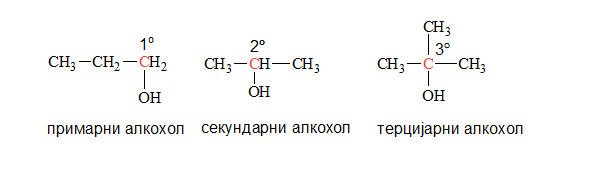 CH₃
1° 2° 3°
CH₃—CH₂—CH₂ CH₃—CH—CH₃ CH₃—C—CH₃
OH OH OH
примарни алкохол секундарни алкохол терцијарни алкохол